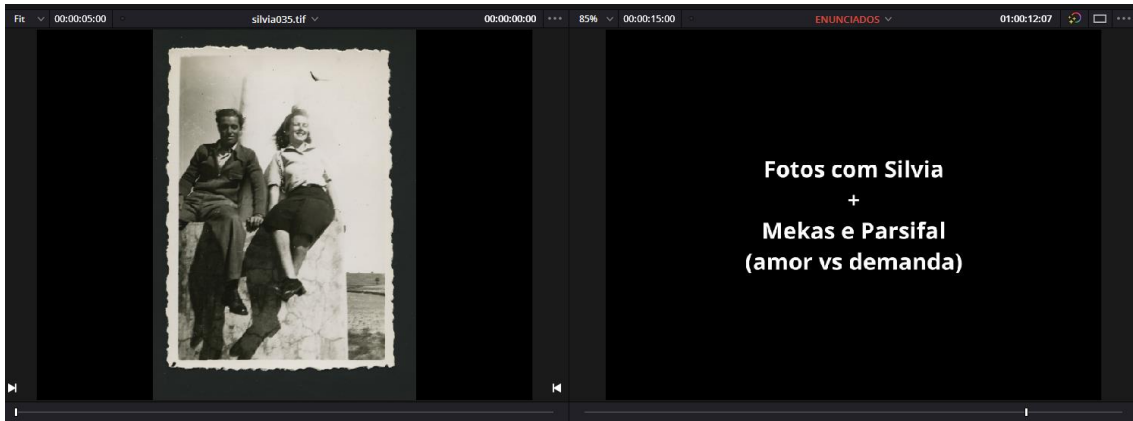 Fit 00:00:05:00 silvia035.tif 00:00:00:00 85% 00:00:15:00 ENUNCIADOS 01:00:12:07
Fotos com Silvia
+
Mekas e Parsifal
(amor vs demanda)